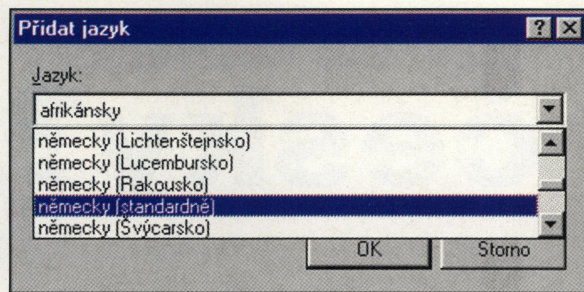 Přidat jazyk
Jazyk:
afrikánsky
německy (Lichtenštejnsko)
německy (Lucembursko)
německy (Rakousko)
německy (standardně)
německy (Švýcarsko)
OK Storno